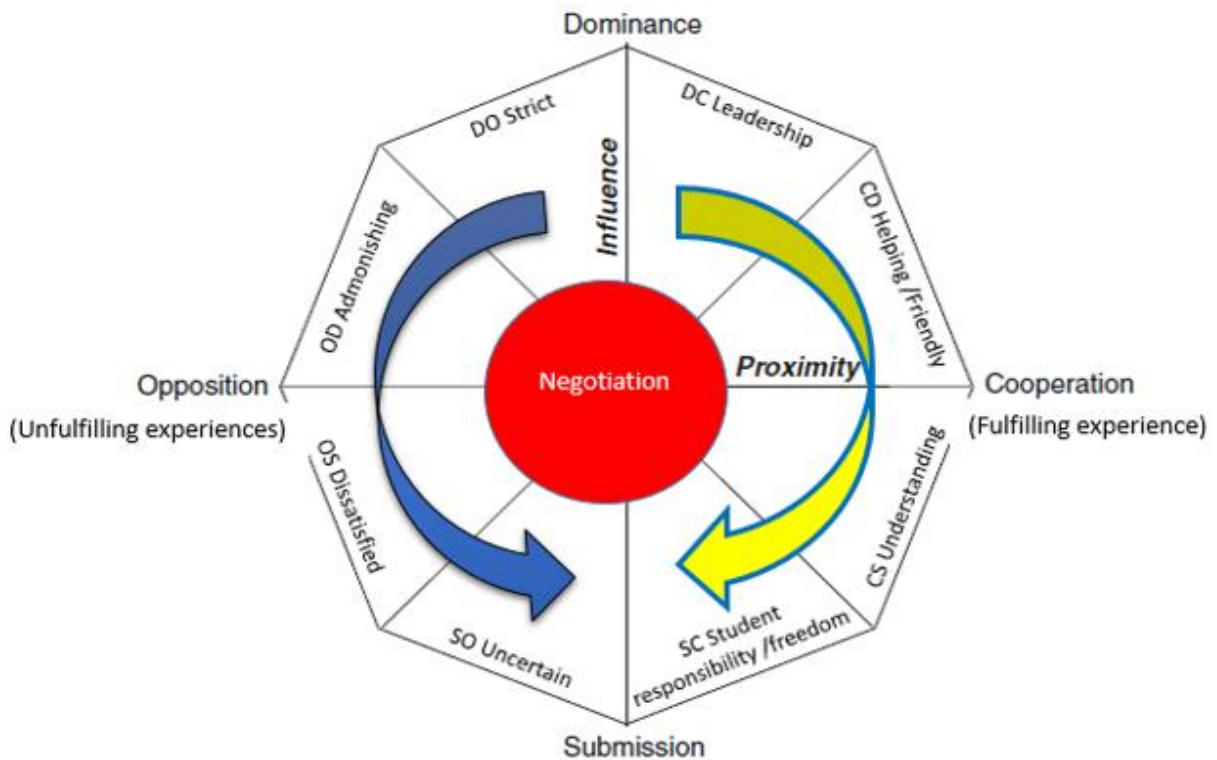 Dominance
DO Strict
DC Leadership
Influence
OD Admonishing
CD Helping /Friendly
Negotiation
Proximity
Opposition
(Unfulfilling experiences)
Cooperation
(Fulfilling experience)
OS Dissatisfied
CS Understanding
SO Uncertain
SC Student
responsibility /freedom
Submission